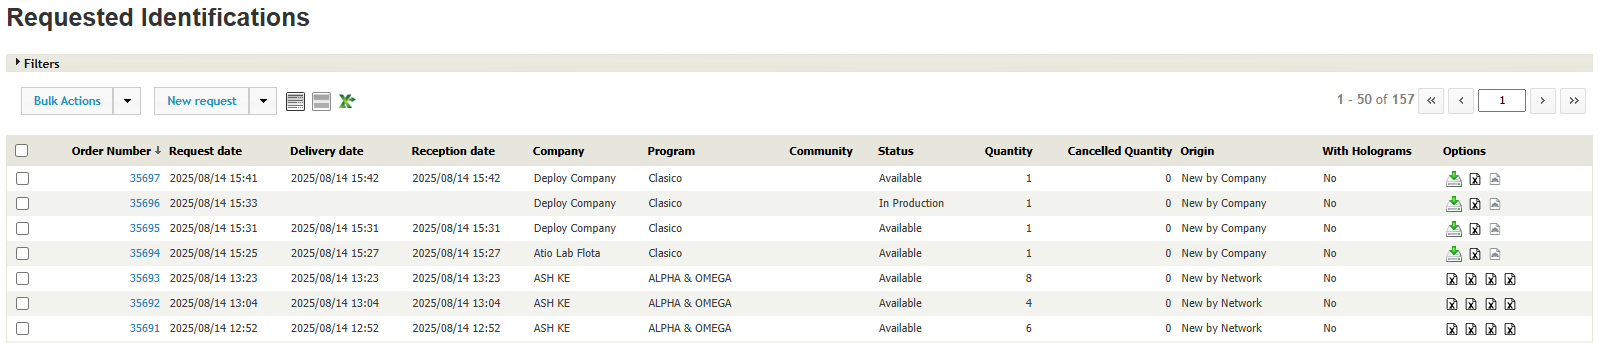 Requested Identifications
Filters
Bulk Actions New request 1 - 50 of 157 1
Order Number Request date Delivery date Reception date Company Program Community Status Quantity Cancelled Quantity Origin With Holograms Options
35697 2025/08/14 15:41 2025/08/14 15:42 2025/08/14 15:42 Deploy Company Clasico Available 1 0 New by Company No
35696 2025/08/14 15:33 Deploy Company Clasico In Production 1 0 New by Company No
35695 2025/08/14 15:31 2025/08/14 15:31 2025/08/14 15:31 Deploy Company Clasico Available 1 0 New by Company No
35694 2025/08/14 15:25 2025/08/14 15:27 2025/08/14 15:27 Atio Lab Flota Clasico Available 1 0 New by Company No
35693 2025/08/14 13:23 2025/08/14 13:23 2025/08/14 13:23 ASH KE ALPHA & OMEGA Available 8 0 New by Network No
35692 2025/08/14 13:04 2025/08/14 13:04 2025/08/14 13:04 ASH KE ALPHA & OMEGA Available 4 0 New by Network No
35691 2025/08/14 12:52 2025/08/14 12:52 2025/08/14 12:52 ASH KE ALPHA & OMEGA Available 6 0 New by Network No